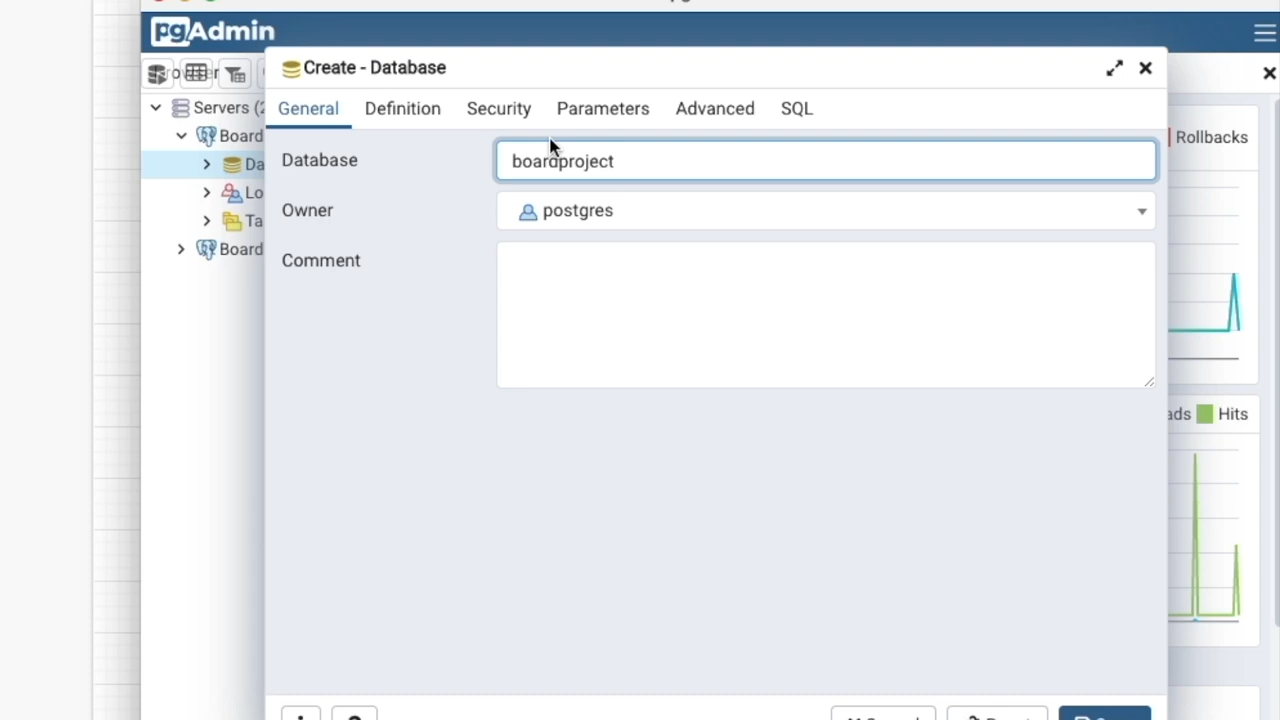 pgAdmin
Create - Database
General Definition Security Parameters Advanced SQL
Servers (2
Board
Da
Lo
Ta
Board
Database
boardproject
Owner
postgres
Comment
Rollbacks
ads Hits